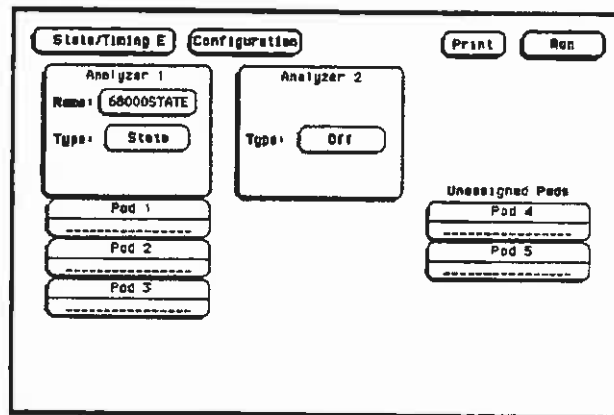 State/Timing E
Configuration
Print
Run
Analyzer 1
Name: 68000STATE
Type: State
Analyzer 2
Type: Off
Unassigned Pods
Pod 1
----------------
Pod 2
----------------
Pod 3
----------------
Pod 4
----------------
Pod 5
----------------